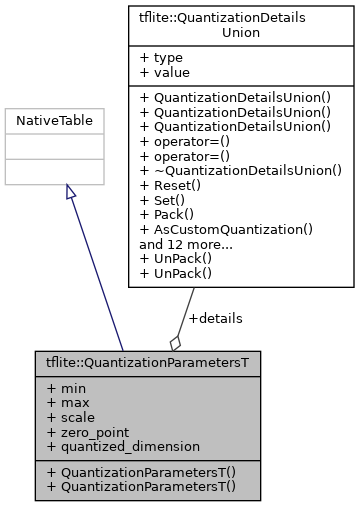 tflite::QuantizationDetails
Union
+ type
+ value
+ QuantizationDetailsUnion()
+ QuantizationDetailsUnion()
+ QuantizationDetailsUnion()
+ operator=()
+ operator=()
+ ~QuantizationDetailsUnion()
+ Reset()
+ Set()
+ Pack()
+ AsCustomQuantization()
and 12 more...
+ UnPack()
+ UnPack()
NativeTable
+details
tflite::QuantizationParametersT
+ min
+ max
+ scale
+ zero_point
+ quantized_dimension
+ QuantizationParametersT()
+ QuantizationParametersT()